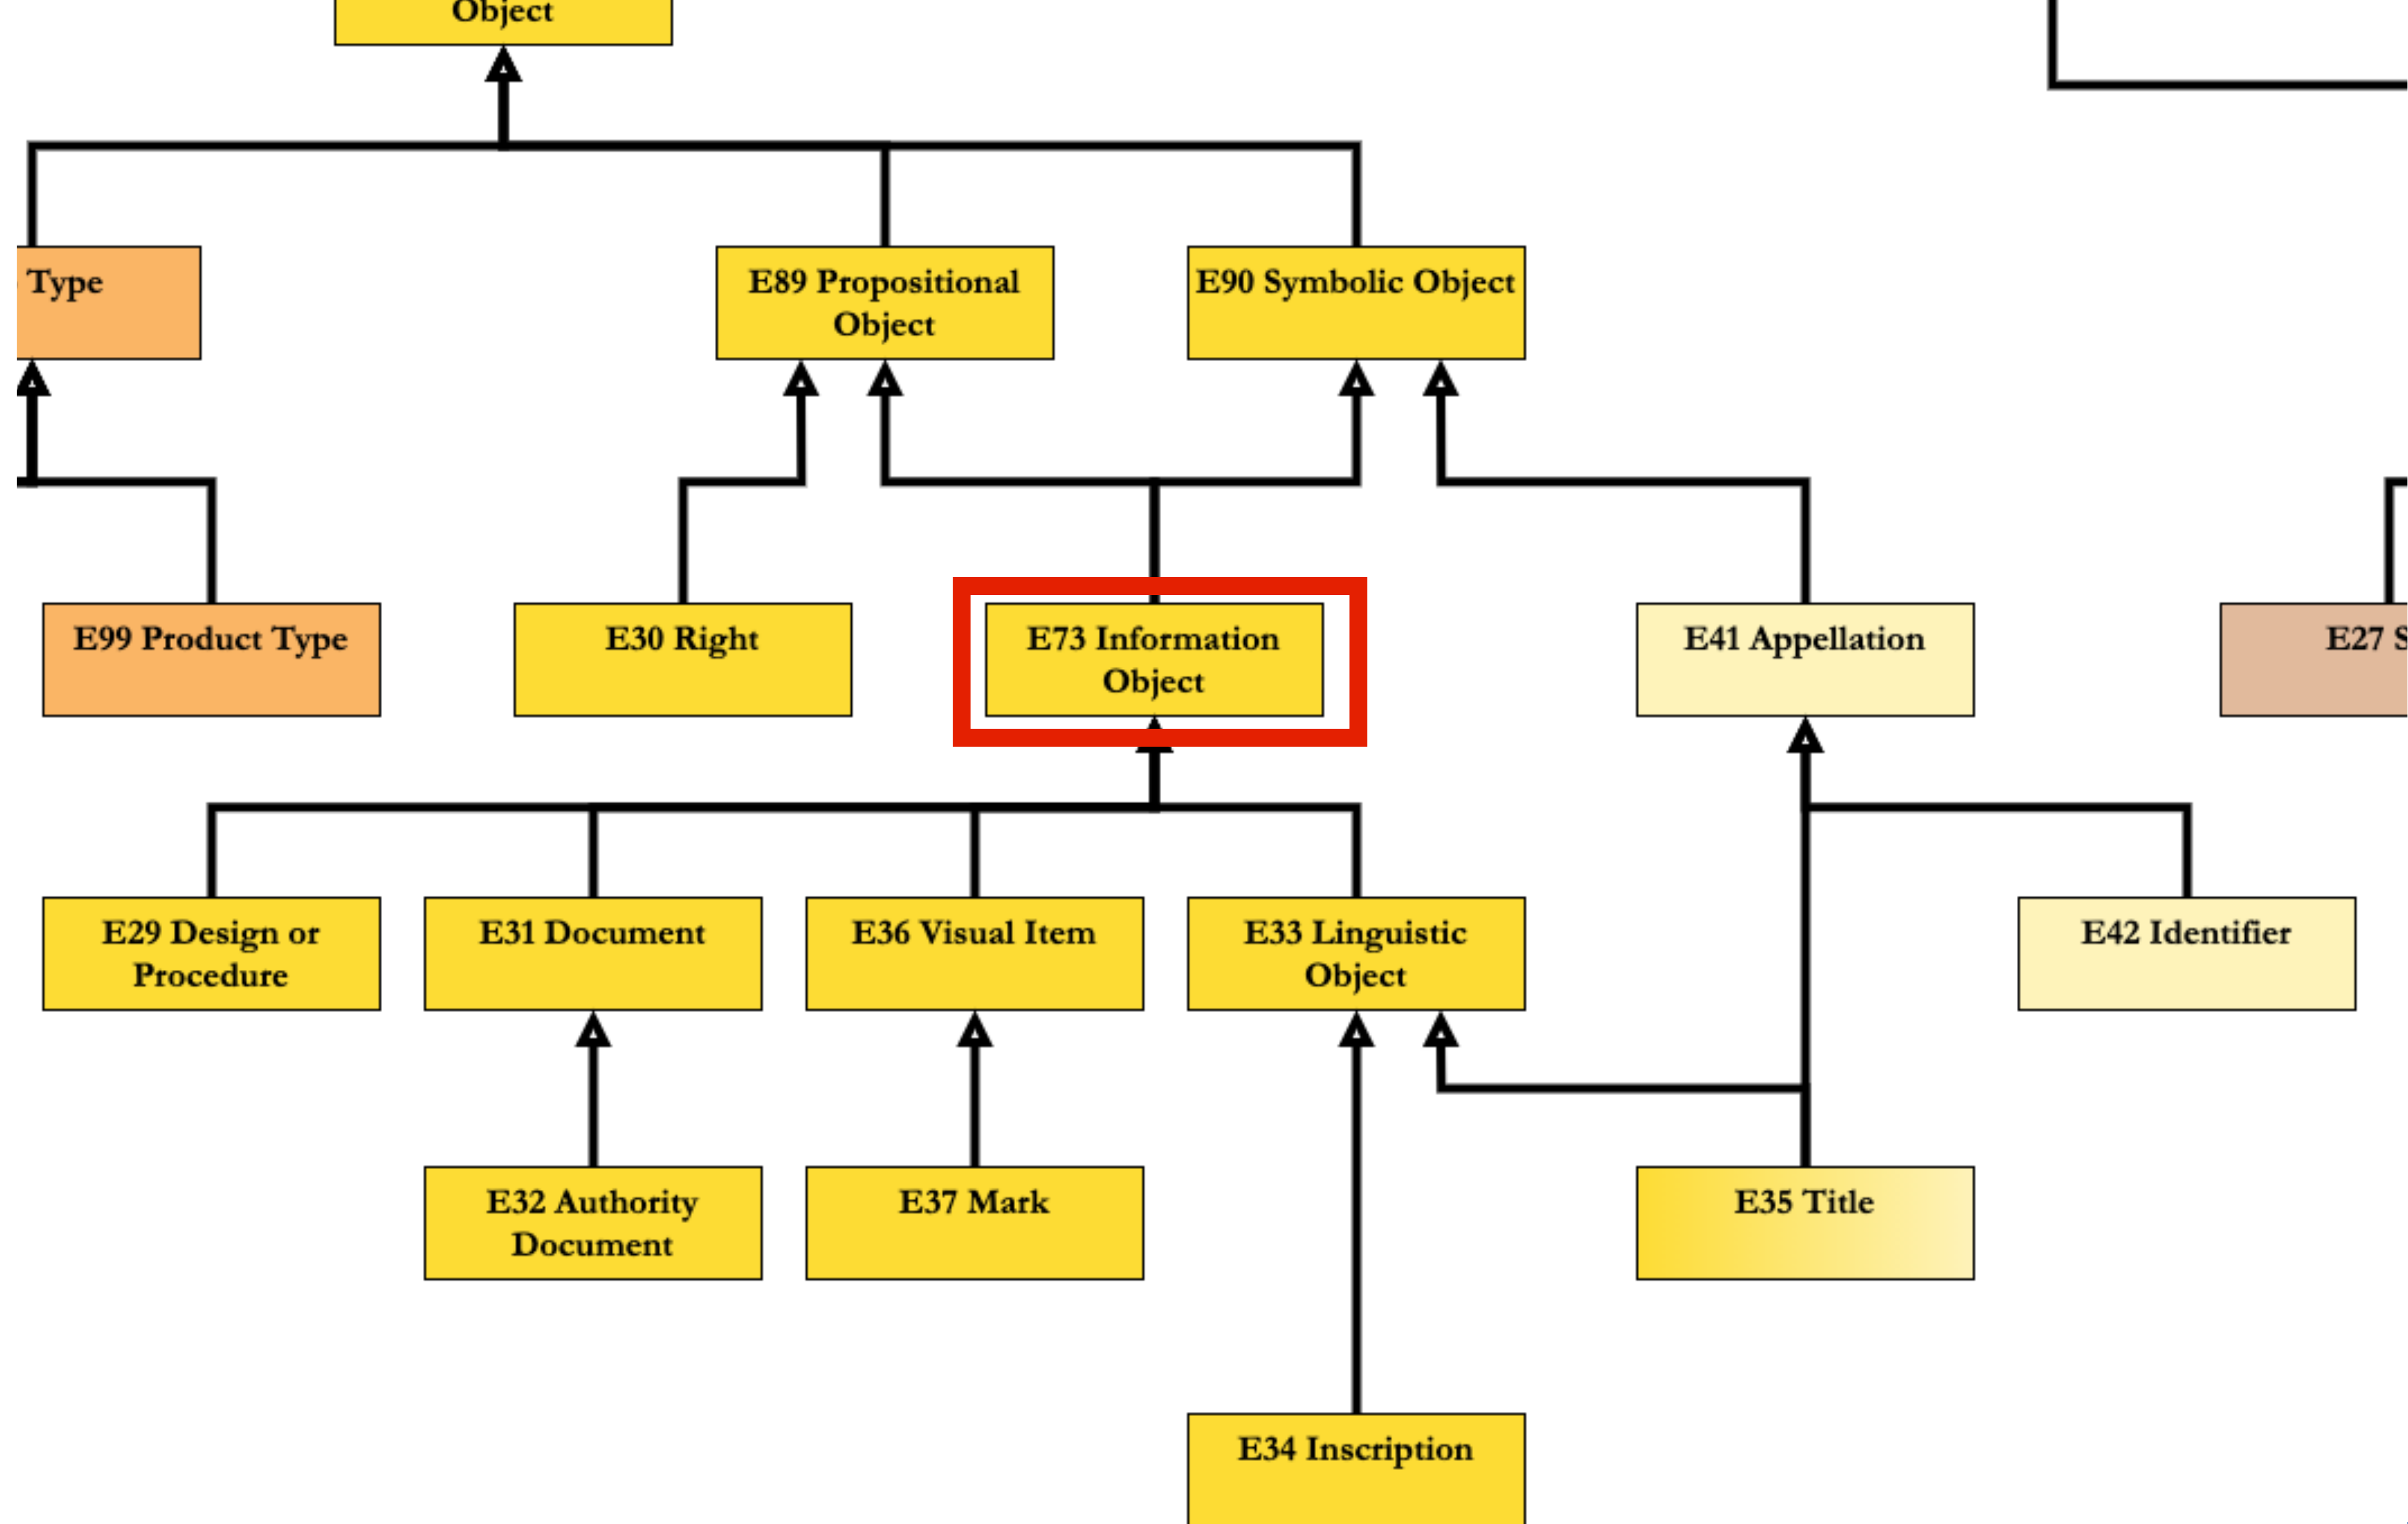 Object
Type
E89 Propositional
Object
E90 Symbolic Object
E99 Product Type
E30 Right
E73 Information
Object
E41 Appellation
E27 S
E29 Design or
Procedure
E31 Document
E36 Visual Item
E33 Linguistic
Object
E42 Identifier
E32 Authority
Document
E37 Mark
E35 Title
E34 Inscription